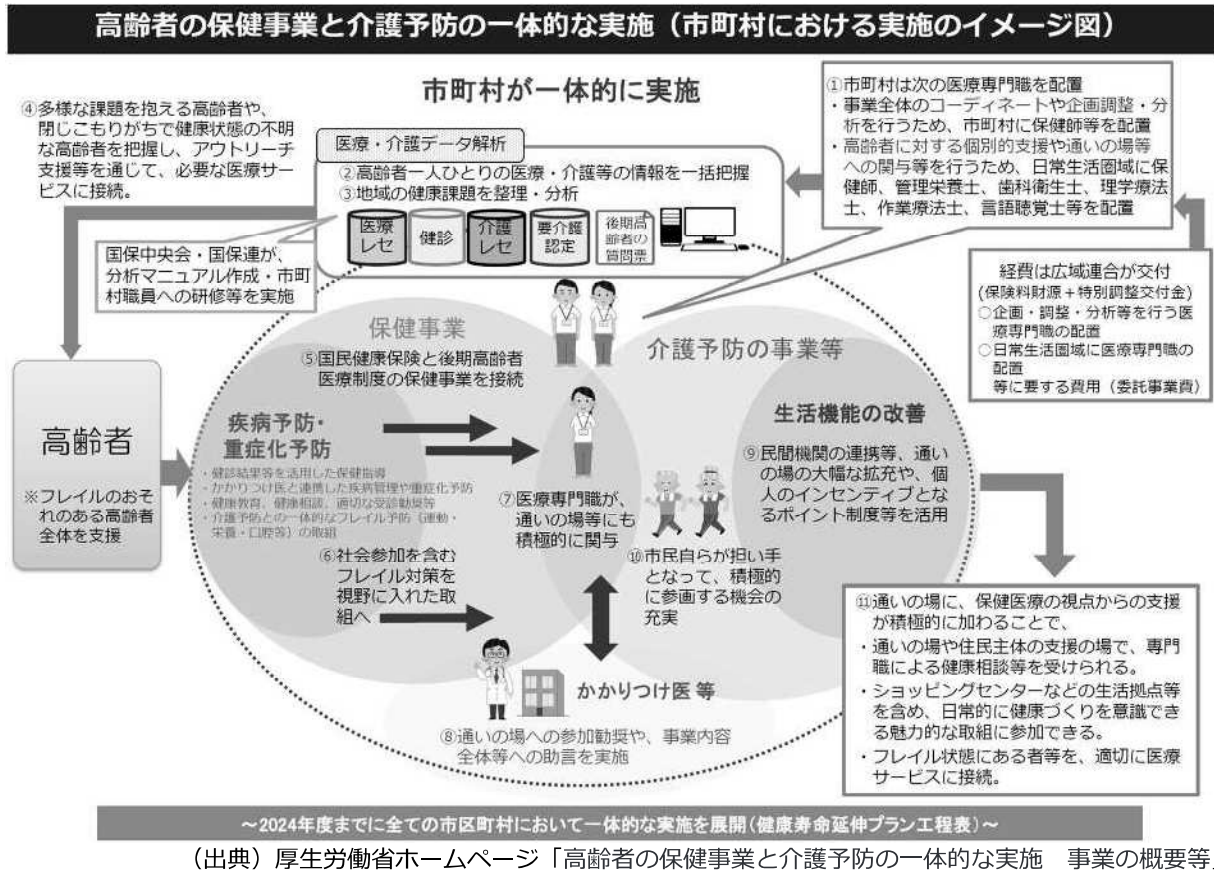 高齢者の保健事業と介護予防の一体的な実施（市町村における実施のイメージ図）
市町村が一体的に実施
④多様な課題を抱える高齢者や、
閉じこもりがちで健康状態の不明
な高齢者を把握し、アウトリーチ
支援等を通じて、必要な医療サー
ビスに接続。
医療・介護データ解析
②高齢者一人ひとりの医療・介護等の情報を一括把握
③地域の健康課題を整理・分析
医療
レセ
健診
介護
レセ
要介護
認定
後期高
齢者の
質問票
①市町村は次の医療専門職を配置
・事業全体のコーディネートや企画調整・分
析を行うため、市町村に保健師等を配置
・高齢者に対する個別的支援や通いの場等
への関与等を行うため、日常生活圏域に保
健師、管理栄養士、歯科衛生士、理学療法
士、作業療法士、言語聴覚士等を配置
国保中央会・国保連が、
分析マニュアル作成・市町
村職員への研修等を実施
経費は広域連合が交付
(保険料財源＋特別調整交付金)
○企画・調整・分析等を行う医
療専門職の配置
○日常生活圏域に医療専門職の
配置
等に要する費用（委託事業費）
高齢者
※フレイルのおそ
れのある高齢者
全体を支援
保健事業
⑤国民健康保険と後期高齢者
医療制度の保健事業を接続
疾病予防・
重症化予防
・健診結果等を活用した保健指導
・かかりつけ医と連携した疾病管理や重症化予防
・健康教育、健康相談、適切な受診勧奨等
・介護予防との一体的なフレイル予防（運動・
栄養・口腔等）の取組
⑥社会参加を含む
フレイル対策を
視野に入れた取
組へ
⑦医療専門職が、
通いの場等にも
積極的に関与
介護予防の事業等
生活機能の改善
⑨民間機関の連携等、通い
の場の大幅な拡充や、個
人のインセンティブとな
るポイント制度等を活用
⑩市民自らが担い手
となって、積極的
に参画する機会の
充実
かかりつけ医 等
⑧通いの場への参加勧奨や、事業内容
全体等への助言を実施
⑪通いの場に、保健医療の視点からの支援
が積極的に加わることで、
・通いの場や住民主体の支援の場で、専門
職による健康相談等を受けられる。
・ショッピングセンターなどの生活拠点等
を含め、日常的に健康づくりを意識できる
魅力的な取組に参加できる。
・フレイル状態にある者等を、適切に医療
サービスに接続。
～2024年度までに全ての市区町村において一体的な実施を展開(健康寿命延伸プラン工程表)～
（出典）厚生労働省ホームページ「高齢者の保健事業と介護予防の一体的な実施　事業の概要等」